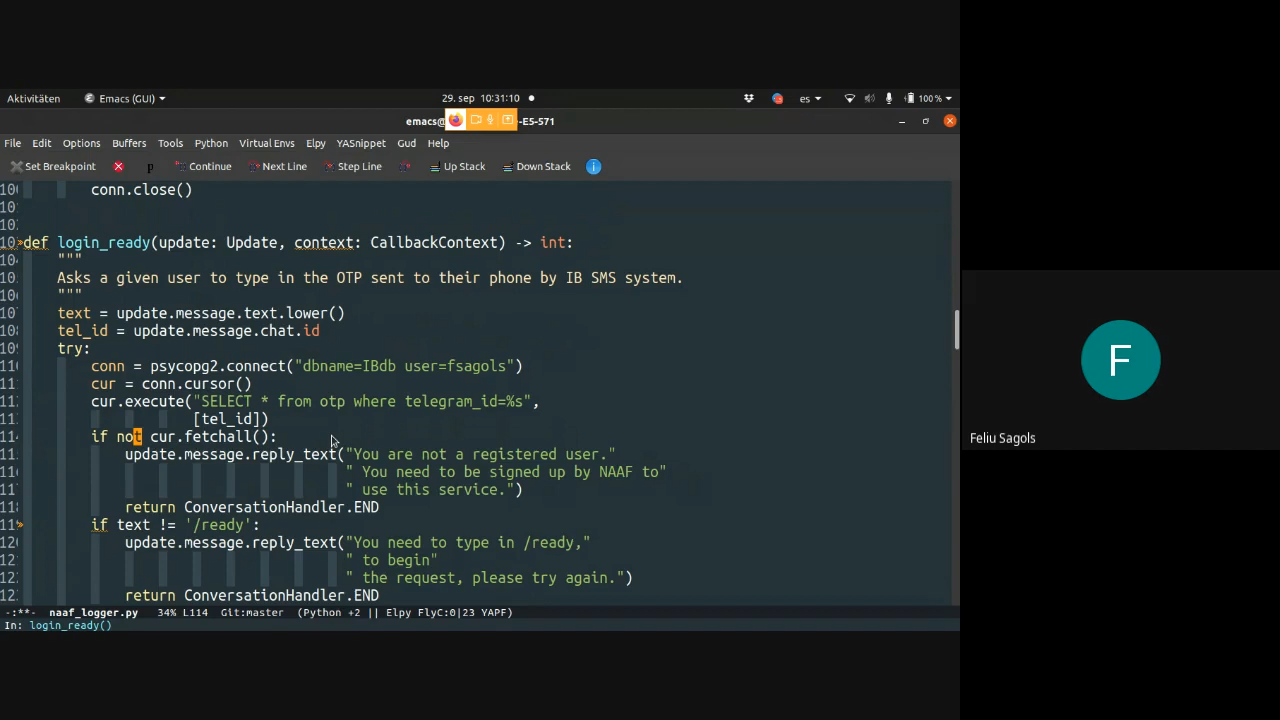 Aktivitäten Emacs (GUI) 29. sep 10:31:10 es 100%
emacs@ -E5-571
File Edit Options Buffers Tools Python Virtual Envs Elpy YASnippet Gud Help
Set Breakpoint p Continue Next Line Step Line Up Stack Down Stack i
conn.close()
def login_ready(update: Update, context: CallbackContext) -> int:
"""
Asks a given user to type in the OTP sent to their phone by IB SMS system.
"""
text = update.message.text.lower()
tel_id = update.message.chat.id
try:
conn = psycopg2.connect("dbname=IBdb user=fsagols")
cur = conn.cursor()
cur.execute("SELECT * from otp where telegram_id=%s",
[tel_id])
if not cur.fetchall():
update.message.reply_text("You are not a registered user."
" You need to be signed up by NAAF to"
" use this service.")
return ConversationHandler.END
if text != '/ready':
update.message.reply_text("You need to type in /ready,"
" to begin"
" the request, please try again.")
return ConversationHandler.END
-:**- naaf_logger.py 34% L114 Git:master (Python +2 || Elpy FlyC:0|23 YAPF)
In: login_ready()
F
Feliu Sagols